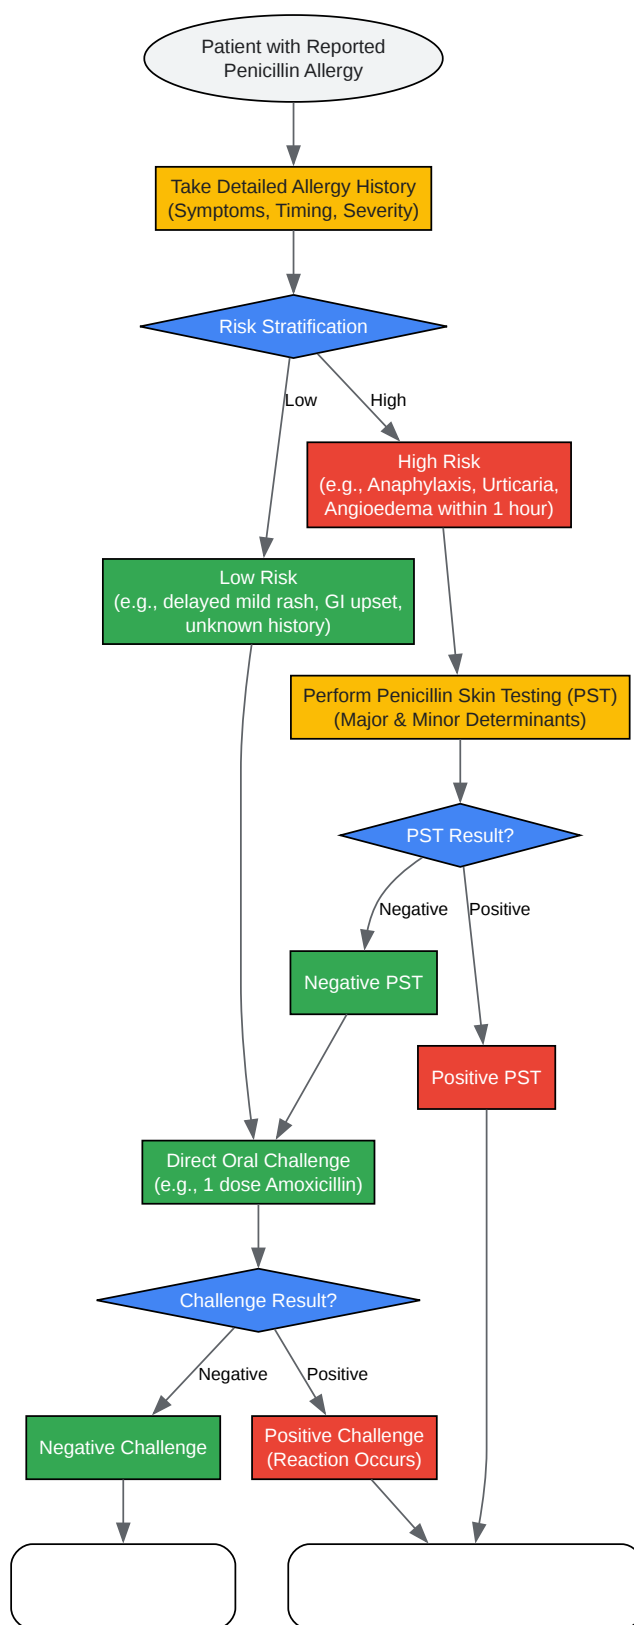 Patient with Reported
Penicillin Allergy
Take Detailed Allergy History
(Symptoms, Timing, Severity)
Risk Stratification
Low
High
High Risk
(e.g., Anaphylaxis, Urticaria,
Angioedema within 1 hour)
Low Risk
(e.g., delayed mild rash, GI upset,
unknown history)
Perform Penicillin Skin Testing (PST)
(Major & Minor Determinants)
PST Result?
Negative
Positive
Negative PST
Positive PST
Direct Oral Challenge
(e.g., 1 dose Amoxicillin)
Challenge Result?
Negative
Positive
Negative Challenge
Positive Challenge
(Reaction Occurs)